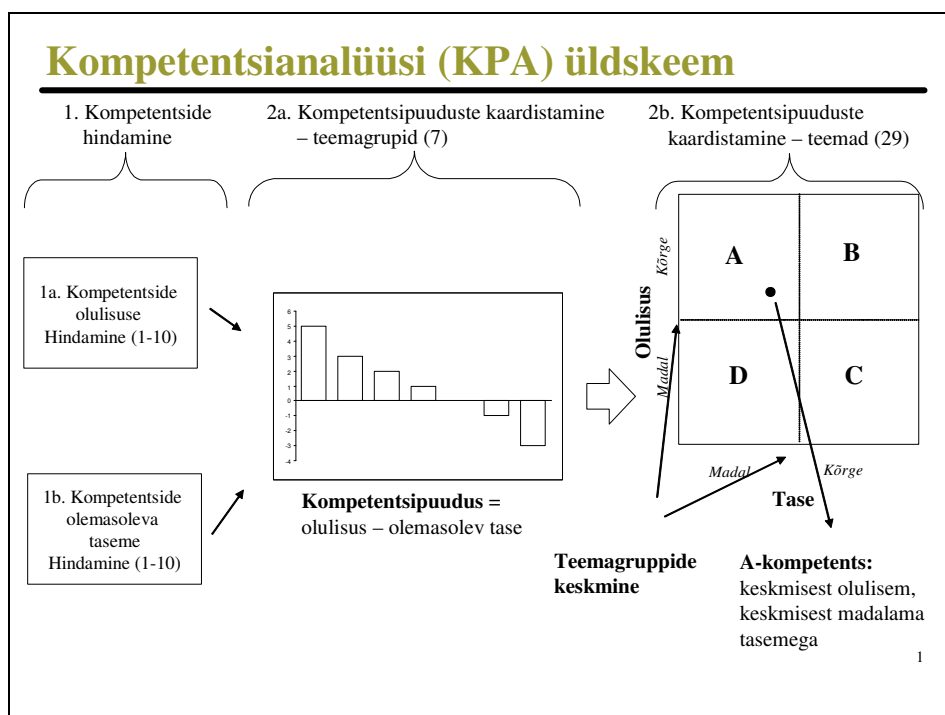 Kompetentsianalüüsi (KPA) üldskeem
1. Kompetentside
hindamine
2a. Kompetentsipuuduste kaardistamine
– teemagrupid (7)
2b. Kompetentsipuuduste
kaardistamine – teemad (29)
1a. Kompetentside
olulisuse
Hindamine (1-10)
1b. Kompetentside
olemasoleva
taseme
Hindamine (1-10)
6
5
4
3
2
1
0
-1
-2
-3
-4
Kompetentsipuudus =
olulisus – olemasolev tase
Olulisus
Kõrge
Madal
A
B
D
C
Madal
Kõrge
Tase
Teemagruppide
keskmine
A-kompetents:
keskmisest olulisem,
keskmisest madalama
tasemega
1